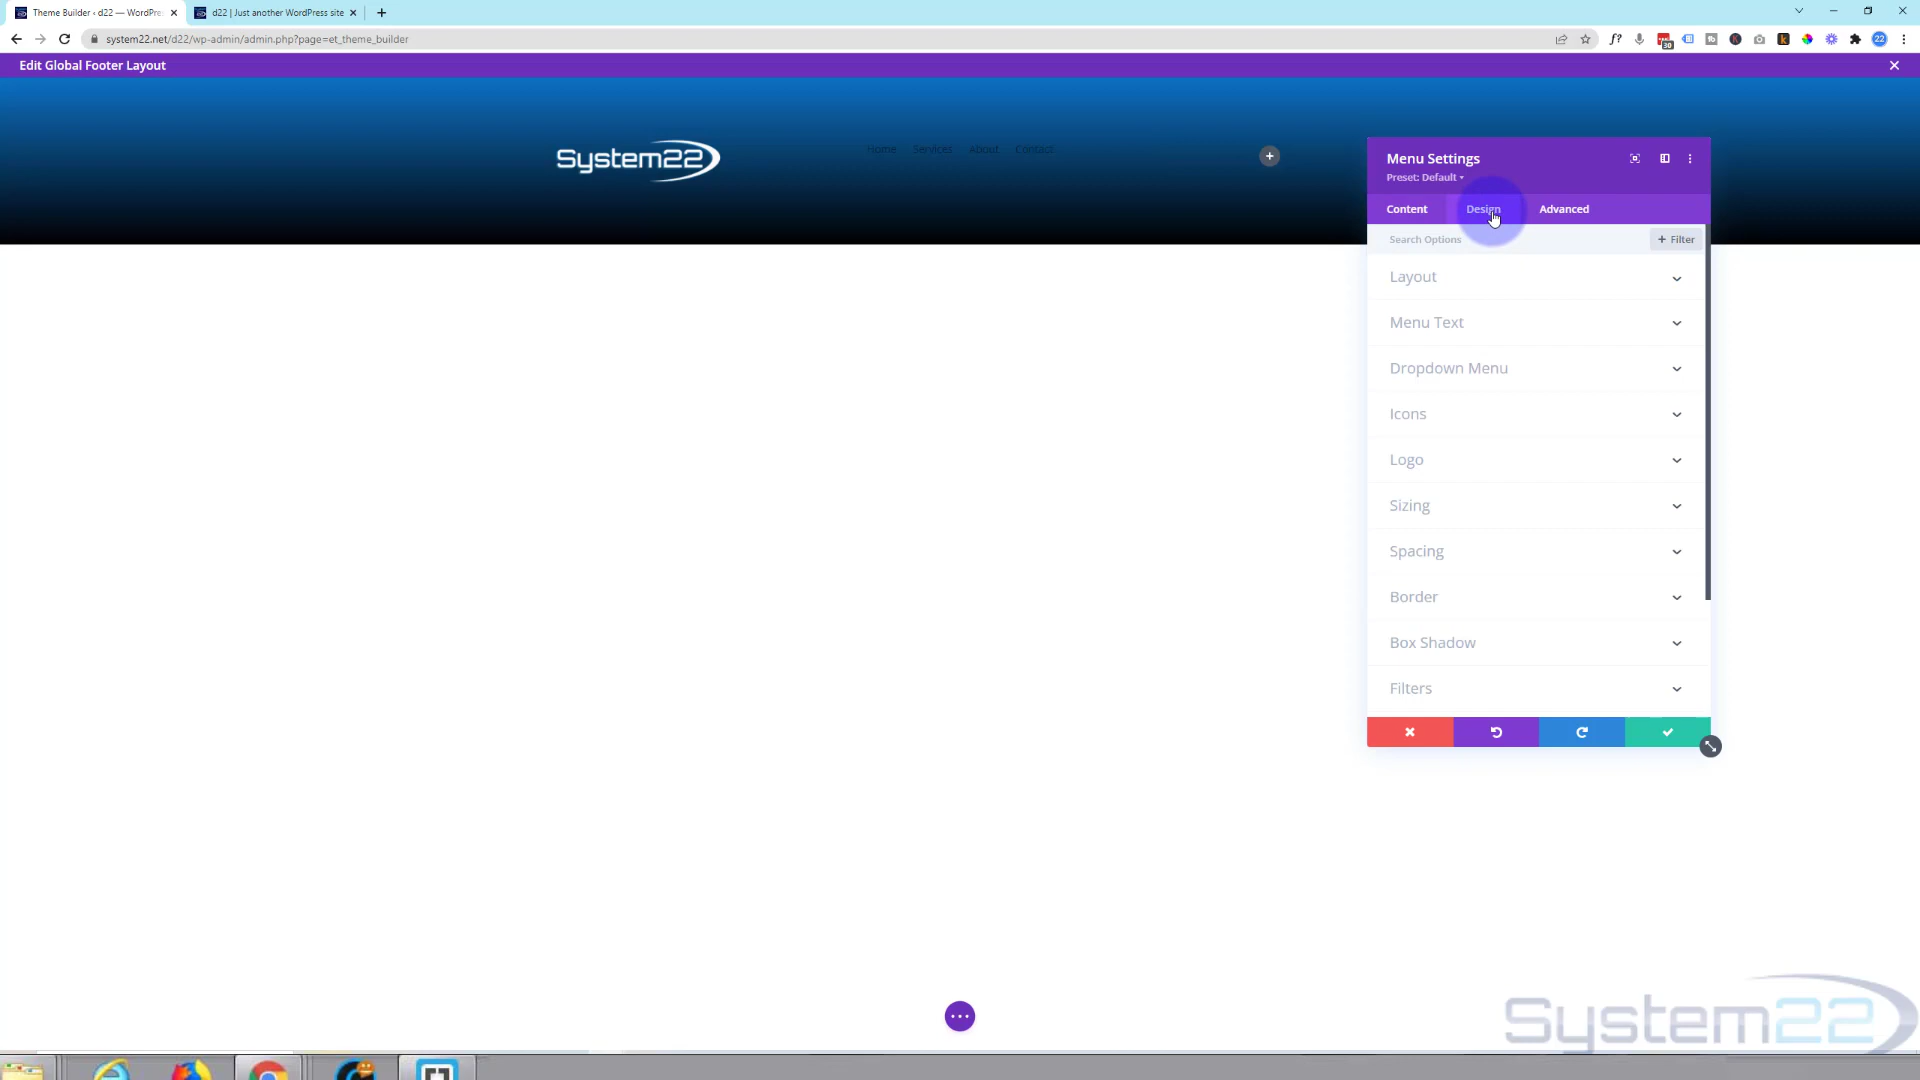 Theme Builder ‹ d22 — WordPre
d22 | Just another WordPress site
system22.net/d22/wp-admin/admin.php?page=et_theme_builder
f?
30
22
Edit Global Footer Layout
System22
Home Services About Contact
Menu Settings
Preset: Default
Content Design Advanced
Search Options
+ Filter
Layout
Menu Text
Dropdown Menu
Icons
Logo
Sizing
Spacing
Border
Box Shadow
Filters
System22